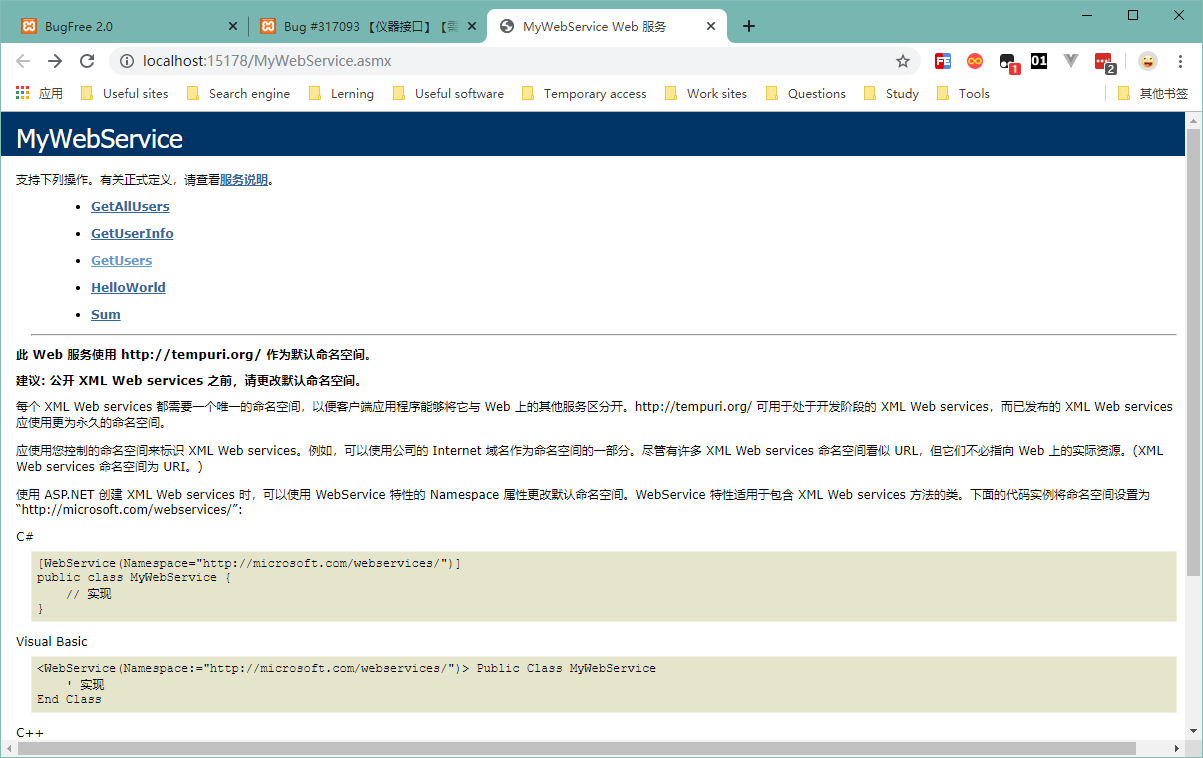 BugFree 2.0
Bug #317093 【仪器接口】【需
MyWebService Web 服务
localhost:15178/MyWebService.asmx
FE
1
01
2
应用
Useful sites
Search engine
Lerning
Useful software
Temporary access
Work sites
Questions
Study
Tools
其他书签
MyWebService
支持下列操作。有关正式定义，请查看服务说明。
GetAllUsers
GetUserInfo
GetUsers
HelloWorld
Sum
此 Web 服务使用 http://tempuri.org/ 作为默认命名空间。
建议: 公开 XML Web services 之前，请更改默认命名空间。
每个 XML Web services 都需要一个唯一的命名空间，以便客户端应用程序能够将它与 Web 上的其他服务区分开。http://tempuri.org/ 可用于处于开发阶段的 XML Web services，而已发布的 XML Web services
应使用更为永久的命名空间。
应使用您控制的命名空间来标识 XML Web services。例如，可以使用公司的 Internet 域名作为命名空间的一部分。尽管有许多 XML Web services 命名空间看似 URL，但它们不必指向 Web 上的实际资源。(XML
Web services 命名空间为 URI。)
使用 ASP.NET 创建 XML Web services 时，可以使用 WebService 特性的 Namespace 属性更改默认命名空间。WebService 特性适用于包含 XML Web services 方法的类。下面的代码实例将命名空间设置为
“http://microsoft.com/webservices/”:
C#
[WebService(Namespace="http://microsoft.com/webservices/")]
public class MyWebService {
// 实现
}
Visual Basic
<WebService(Namespace:="http://microsoft.com/webservices/")> Public Class MyWebService
' 实现
End Class
C++